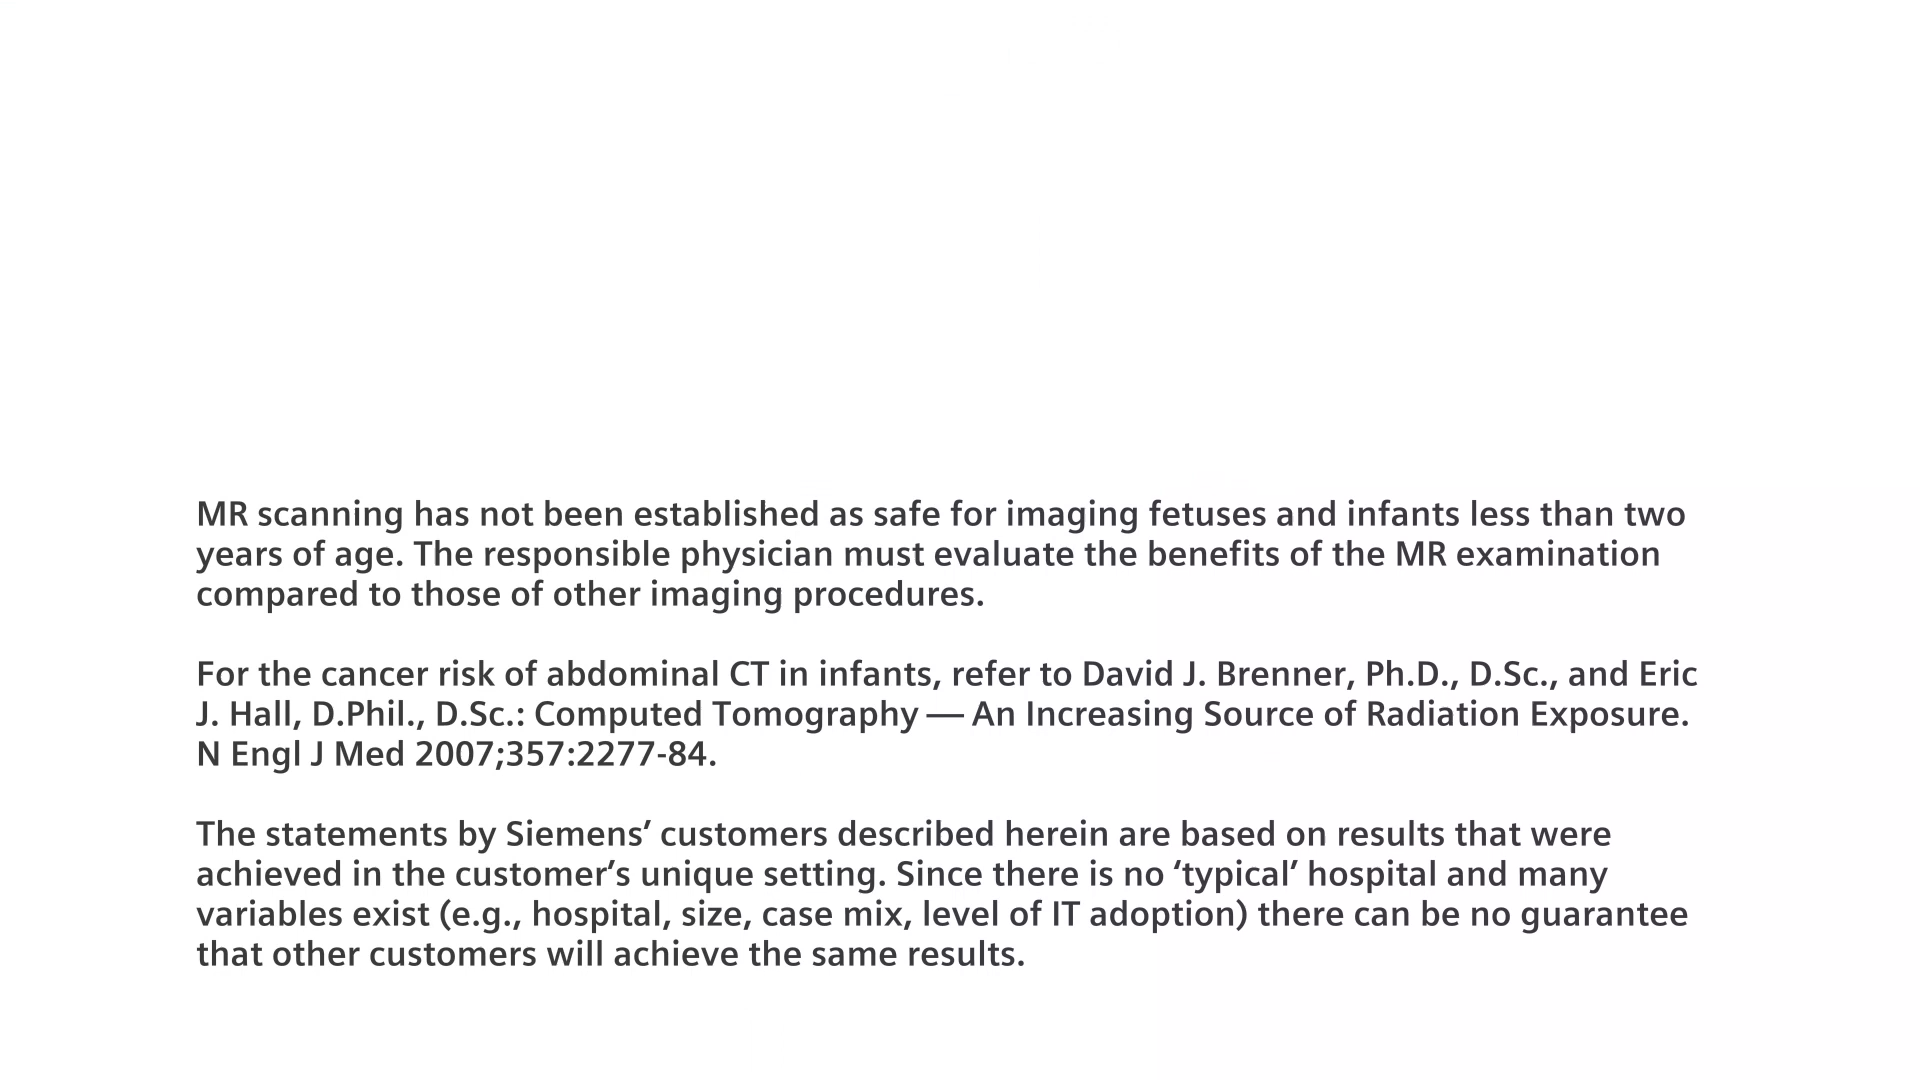 MR scanning has not been established as safe for imaging fetuses and infants less than two
years of age. The responsible physician must evaluate the benefits of the MR examination
compared to those of other imaging procedures.
For the cancer risk of abdominal CT in infants, refer to David J. Brenner, Ph.D., D.Sc., and Eric
J. Hall, D.Phil., D.Sc.: Computed Tomography — An Increasing Source of Radiation Exposure.
N Engl J Med 2007;357:2277-84.
The statements by Siemens’ customers described herein are based on results that were
achieved in the customer’s unique setting. Since there is no ‘typical’ hospital and many
variables exist (e.g., hospital, size, case mix, level of IT adoption) there can be no guarantee
that other customers will achieve the same results.